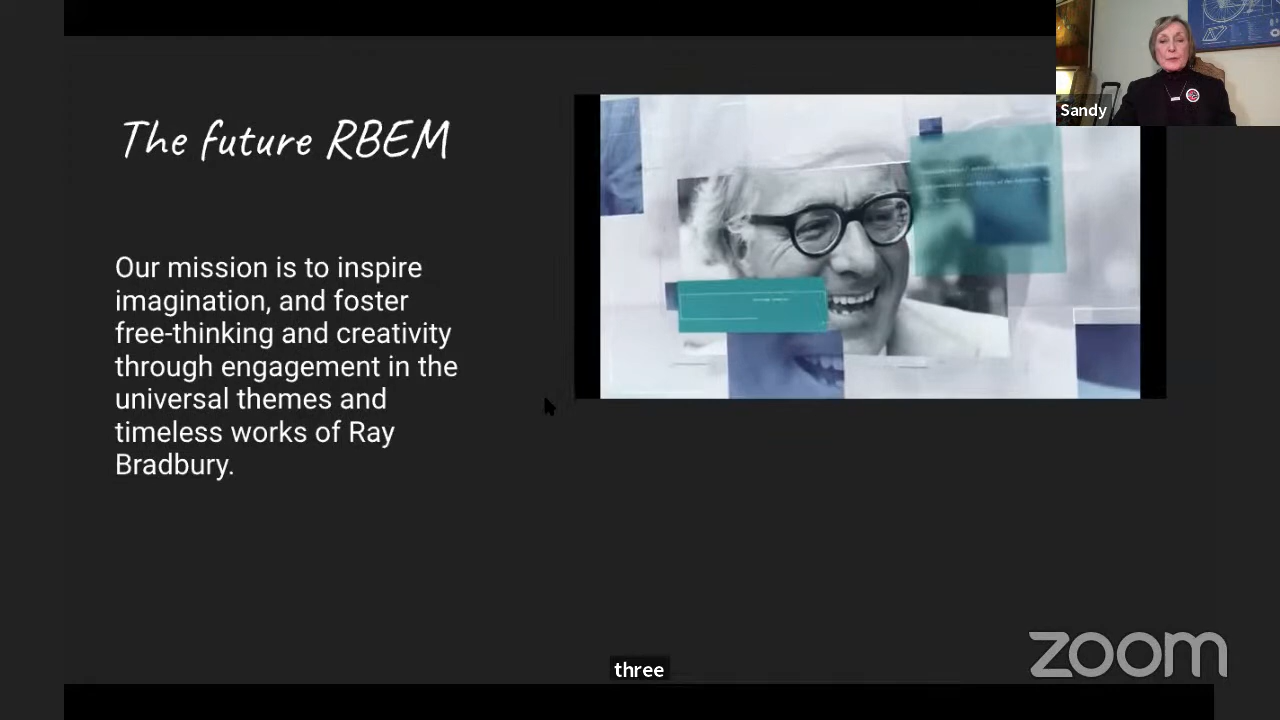 The future RBEM
Our mission is to inspire
imagination, and foster
free-thinking and creativity
through engagement in the
universal themes and
timeless works of Ray
Bradbury.
Sandy
three
zoom